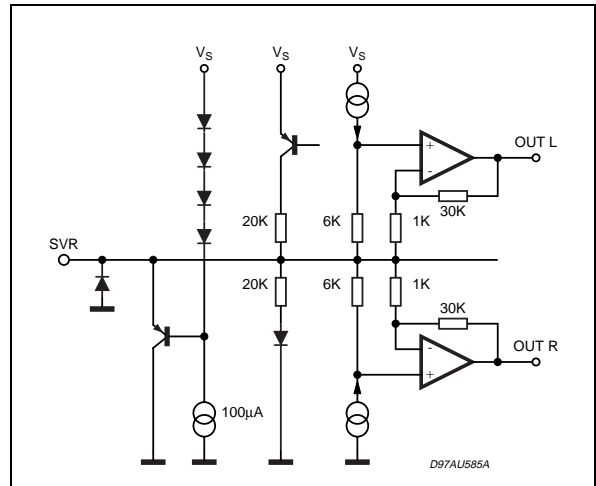 VS VS VS
OUT L
+
-
30K
20K 6K 1K
SVR
20K 6K 1K
30K
-
OUT R
+
100µA
D97AU585A